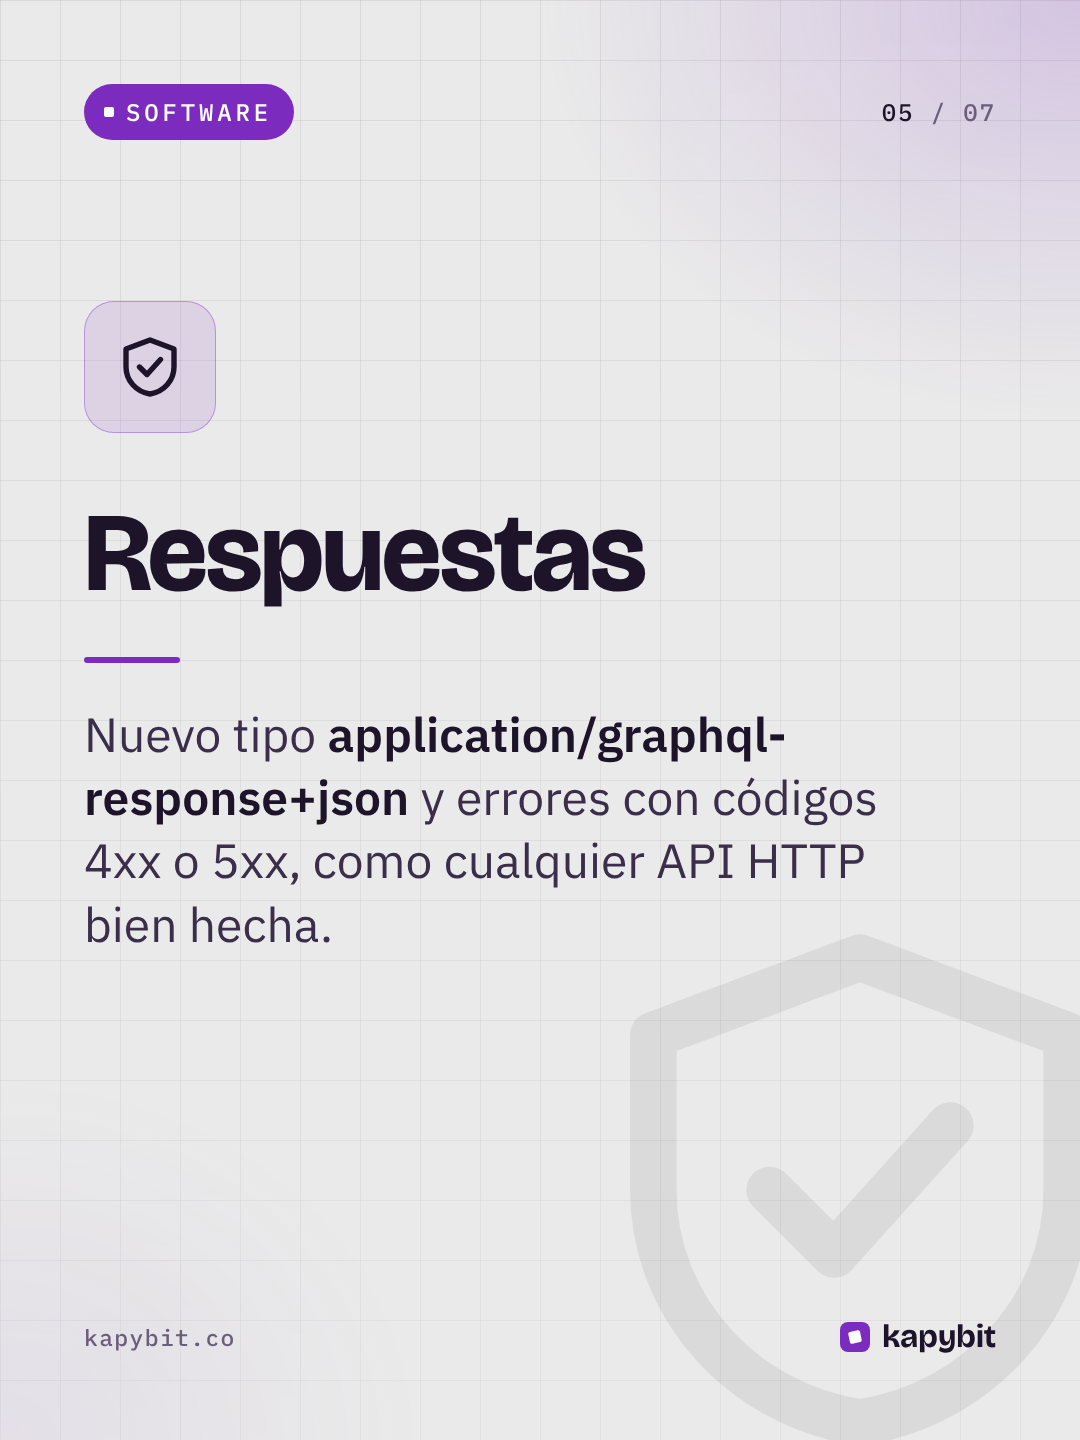 SOFTWARE
05 / 07
Respuestas
Nuevo tipo application/graphql-
response+json y errores con códigos
4xx o 5xx, como cualquier API HTTP
bien hecha.
kapybit.co
kapybit